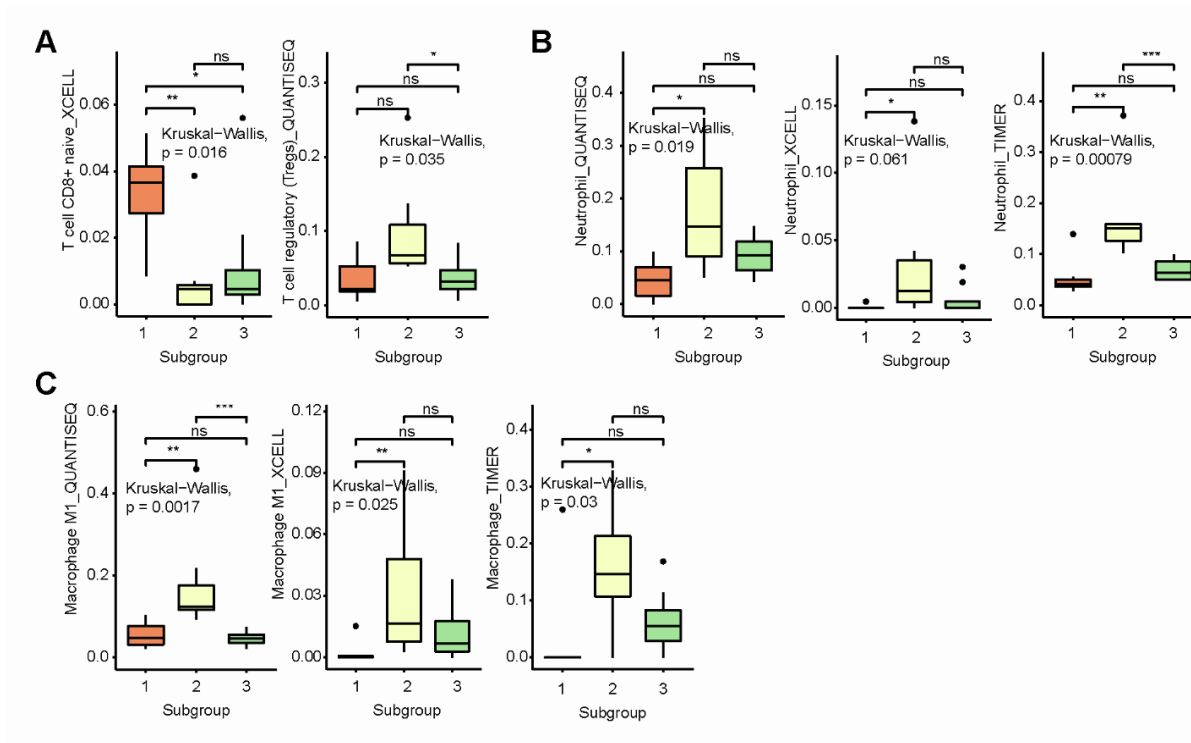 A
T cell CD8+ naive_XCELL
0.06
0.04
0.02
0.00
ns
*
**
Kruskal−Wallis,
p = 0.016
1 2 3
Subgroup
T cell regulatory (Tregs)_QUANTISEQ
0.3
0.2
0.1
0.0
*
ns
ns
Kruskal−Wallis,
p = 0.035
1 2 3
Subgroup
B
Neutrophil_QUANTISEQ
0.4
0.3
0.2
0.1
0.0
ns
ns
*
Kruskal−Wallis,
p = 0.019
1 2 3
Subgroup
Neutrophil_XCELL
0.15
0.10
0.05
0.00
ns
ns
*
Kruskal−Wallis,
p = 0.061
1 2 3
Subgroup
Neutrophil_TIMER
0.4
0.3
0.2
0.1
0.0
***
ns
**
Kruskal−Wallis,
p = 0.00079
1 2 3
Subgroup
C
Macrophage M1_QUANTISEQ
0.6
0.4
0.2
0.0
***
ns
**
Kruskal−Wallis,
p = 0.0017
1 2 3
Subgroup
Macrophage M1_XCELL
0.12
0.09
0.06
0.03
0.00
ns
ns
**
Kruskal−Wallis,
p = 0.025
1 2 3
Subgroup
Macrophage_TIMER
0.4
0.3
0.2
0.1
0.0
ns
ns
*
Kruskal−Wallis,
p = 0.03
1 2 3
Subgroup